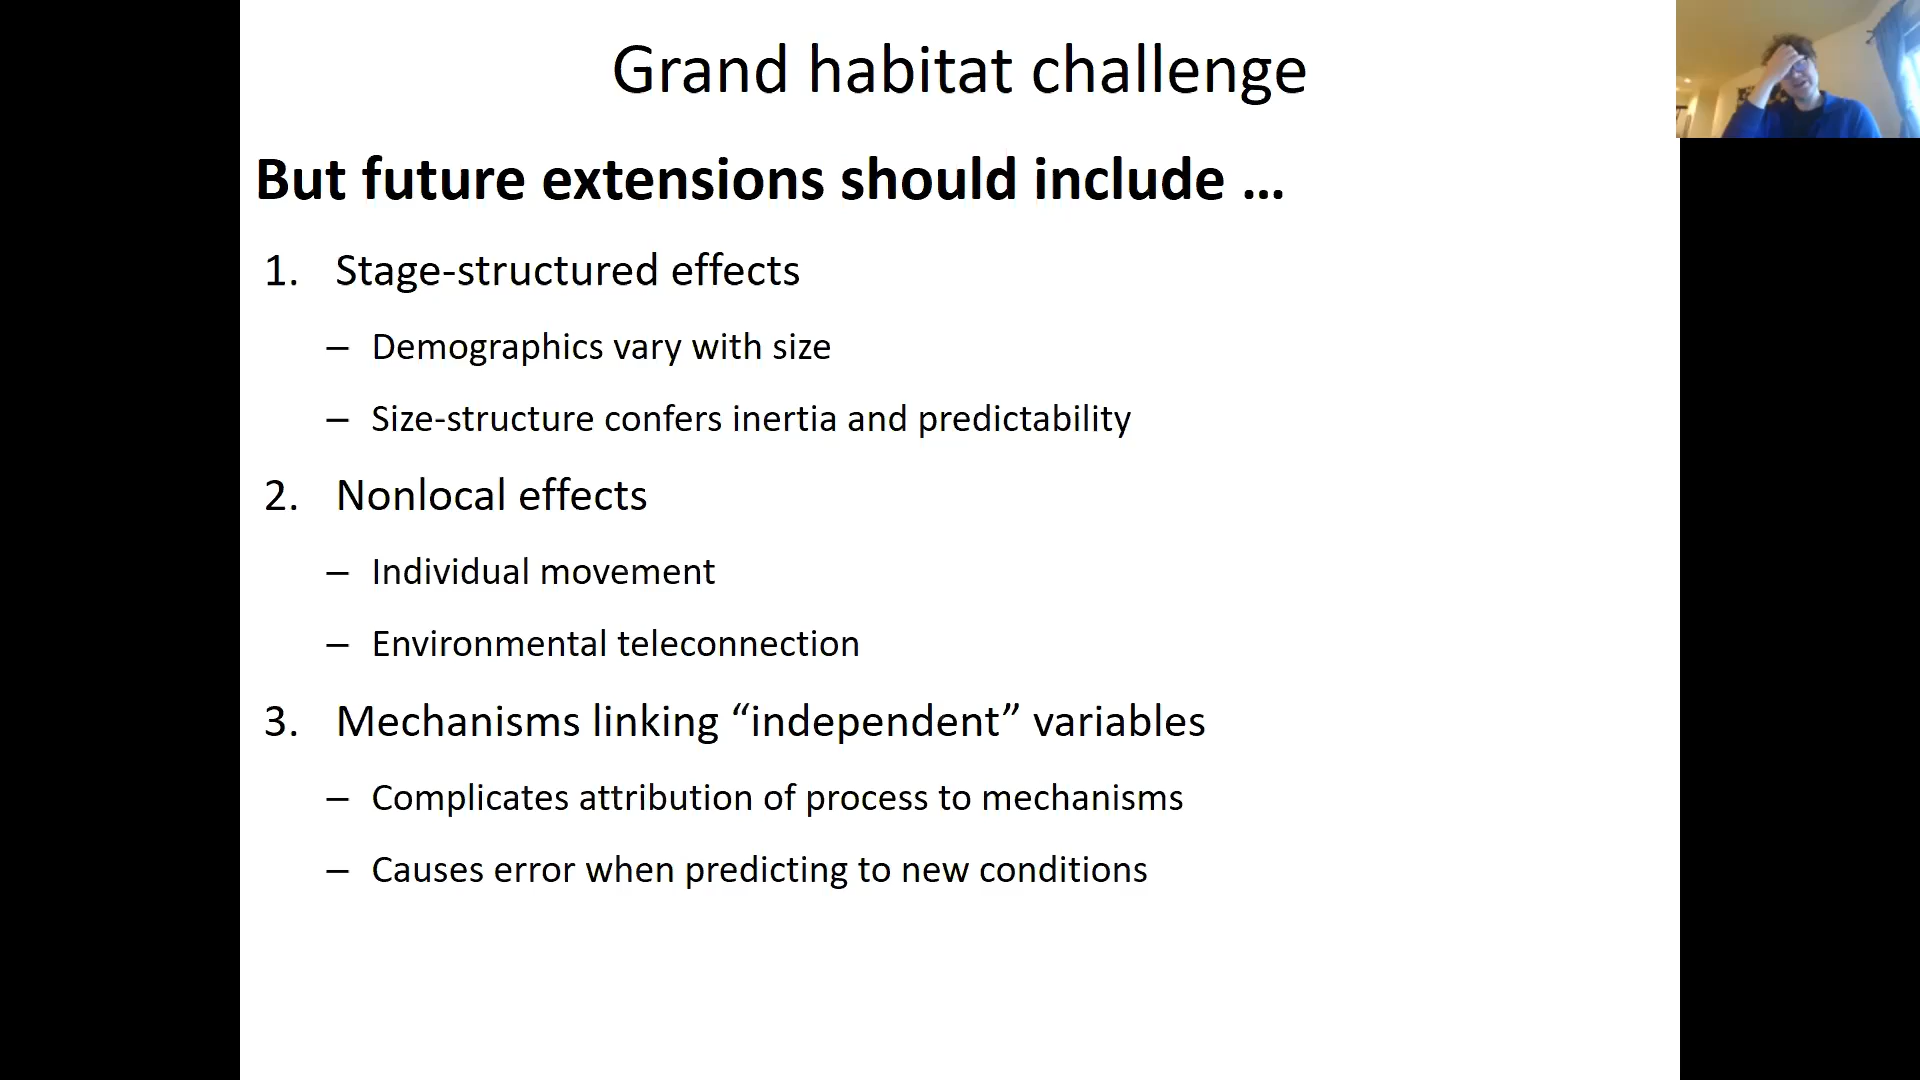 Grand habitat challenge
But future extensions should include …
1. Stage-structured effects
– Demographics vary with size
– Size-structure confers inertia and predictability
2. Nonlocal effects
– Individual movement
– Environmental teleconnection
3. Mechanisms linking “independent” variables
– Complicates attribution of process to mechanisms
– Causes error when predicting to new conditions